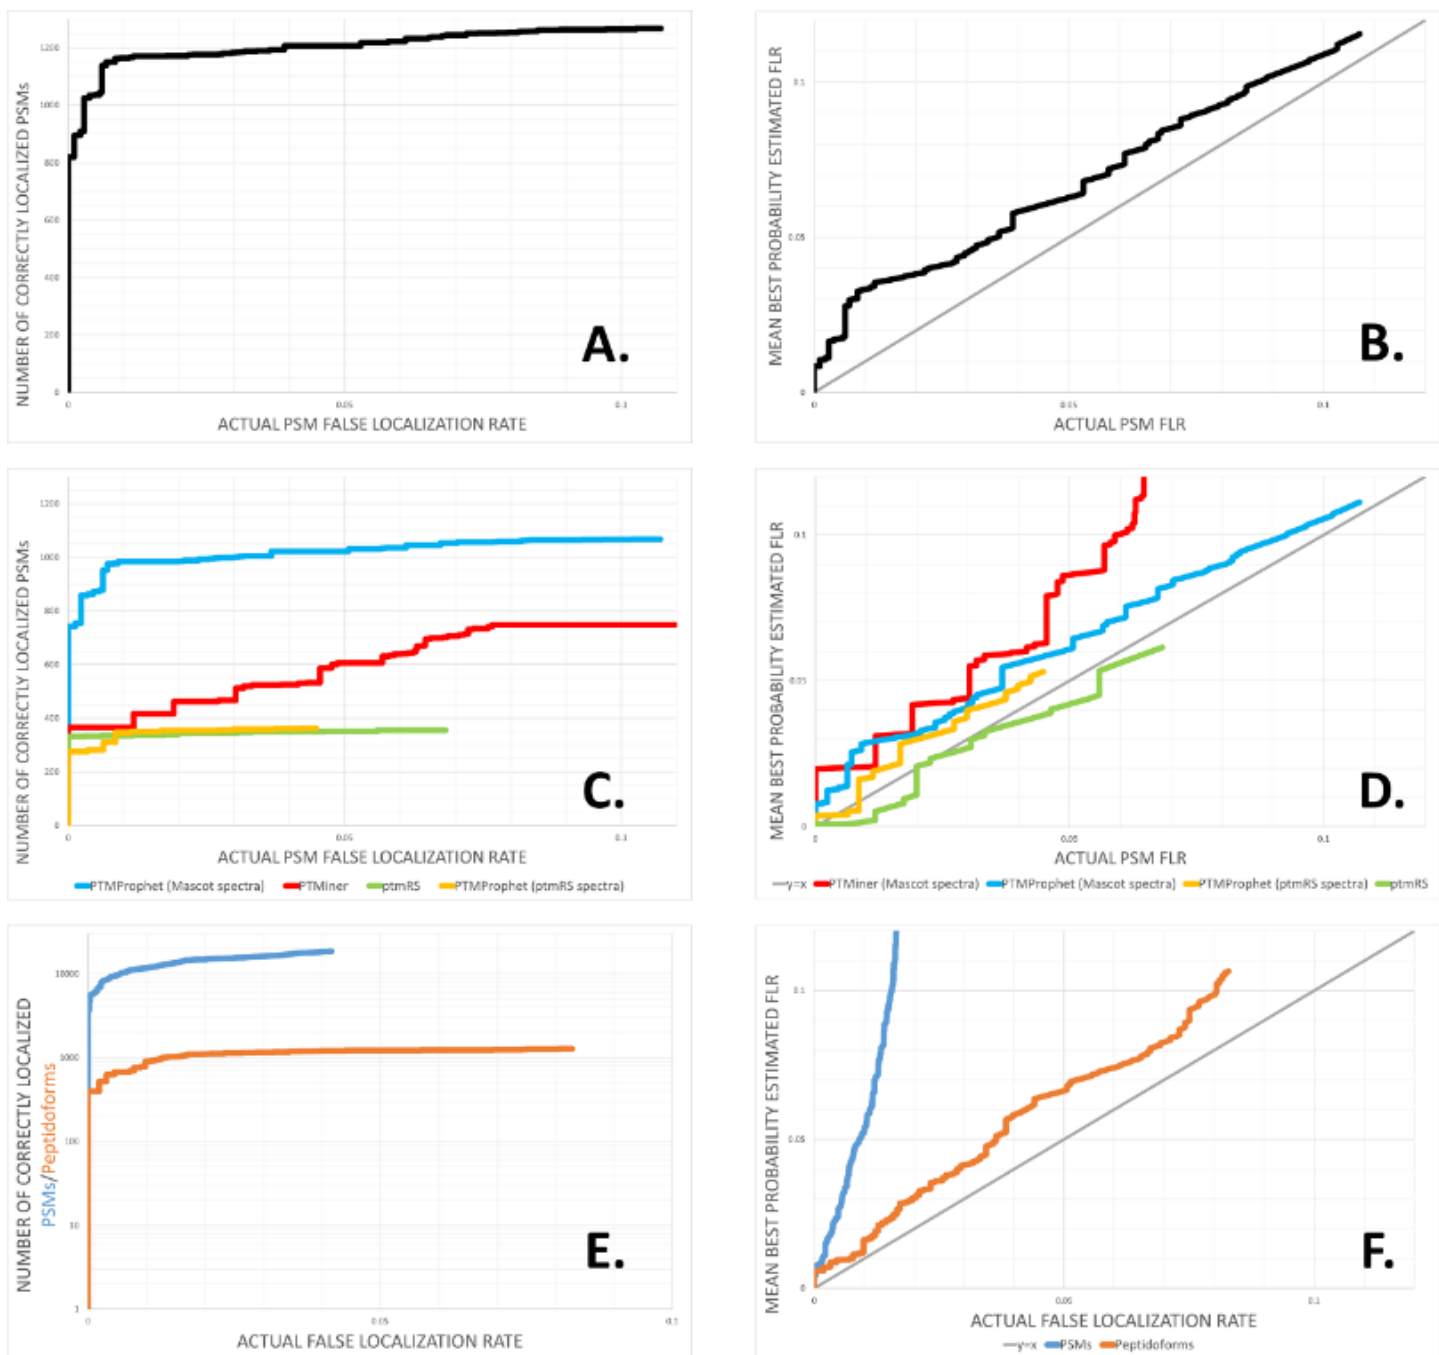 NUMBER OF CORRECTLY LOCALIZED PSMs
1200
1000
800
600
400
200
0
0
0.05
0.1
ACTUAL PSM FALSE LOCALIZATION RATE
A.
MEAN BEST PROBABILITY ESTIMATED FLR
0.1
0.05
0
0
0.05
0.1
ACTUAL PSM FLR
B.
NUMBER OF CORRECTLY LOCALIZED PSMs
1200
1000
800
600
400
200
0
0
0.05
0.1
ACTUAL PSM FALSE LOCALIZATION RATE
C.
PTMProphet (Mascot spectra) PTMiner ptmRS PTMProphet (ptmRS spectra)
MEAN BEST PROBABILITY ESTIMATED FLR
0.1
0.05
0
0
0.05
0.1
ACTUAL PSM FLR
D.
y=x PTMiner (Mascot spectra) PTMProphet (Mascot spectra) PTMProphet (ptmRS spectra) ptmRS
NUMBER OF CORRECTLY LOCALIZED
PSMs/Peptidoforms
10000
1000
100
10
1
0
0.05
0.1
ACTUAL FALSE LOCALIZATION RATE
E.
MEAN BEST PROBABILITY ESTIMATED FLR
0.1
0.05
0
0
0.05
0.1
ACTUAL FALSE LOCALIZATION RATE
F.
y=x PSMs Peptidoforms